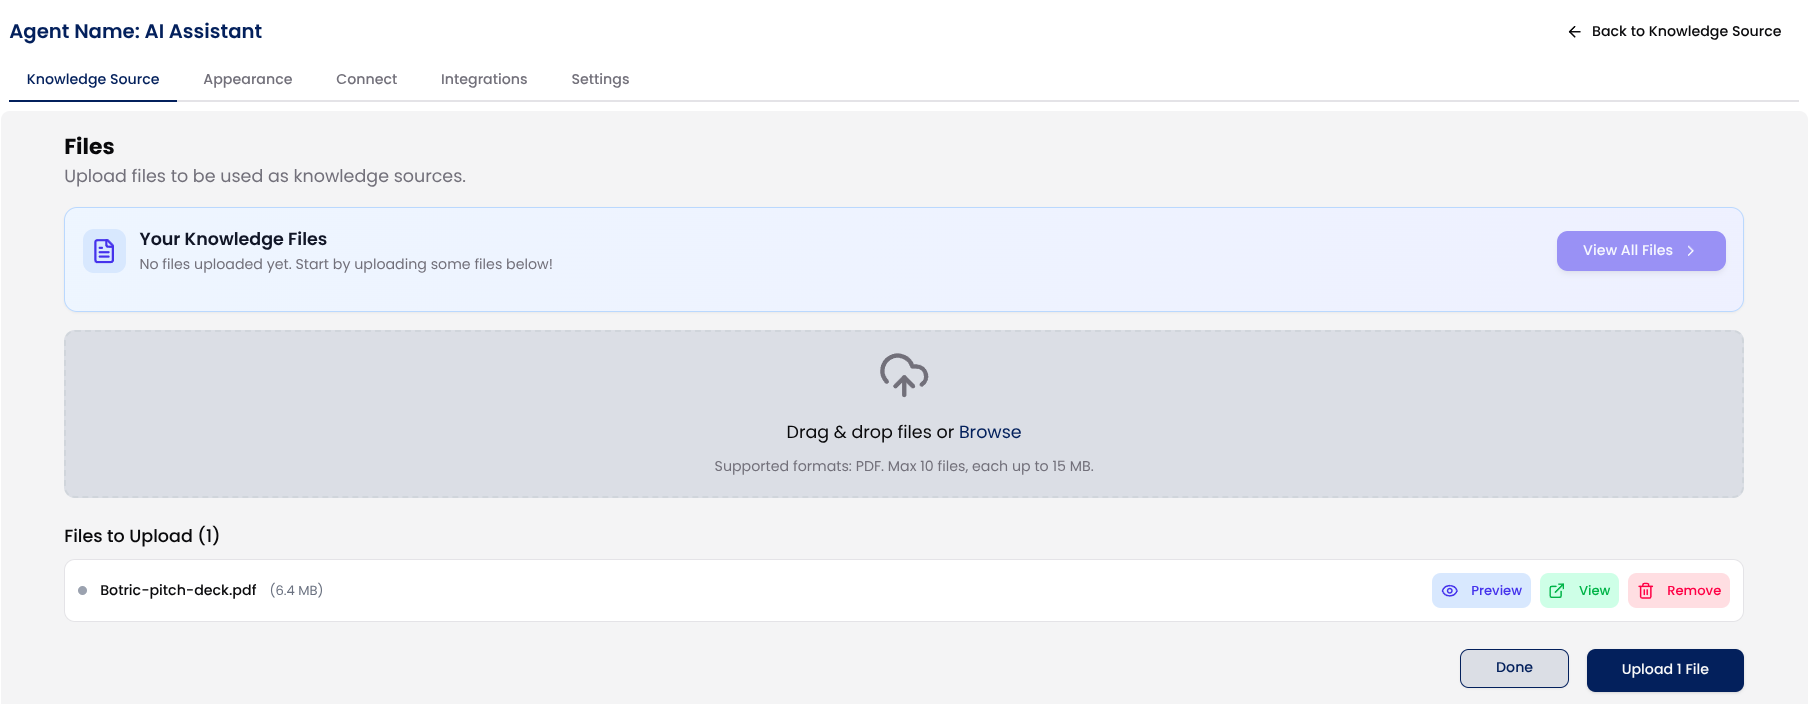 Agent Name: AI Assistant
Back to Knowledge Source
Knowledge Source
Appearance
Connect
Integrations
Settings
Files
Upload files to be used as knowledge sources.
Your Knowledge Files
No files uploaded yet. Start by uploading some files below!
View All Files
Drag & drop files or Browse
Supported formats: PDF. Max 10 files, each up to 15 MB.
Files to Upload (1)
Botric-pitch-deck.pdf (6.4 MB)
Preview
View
Remove
Done
Upload 1 File